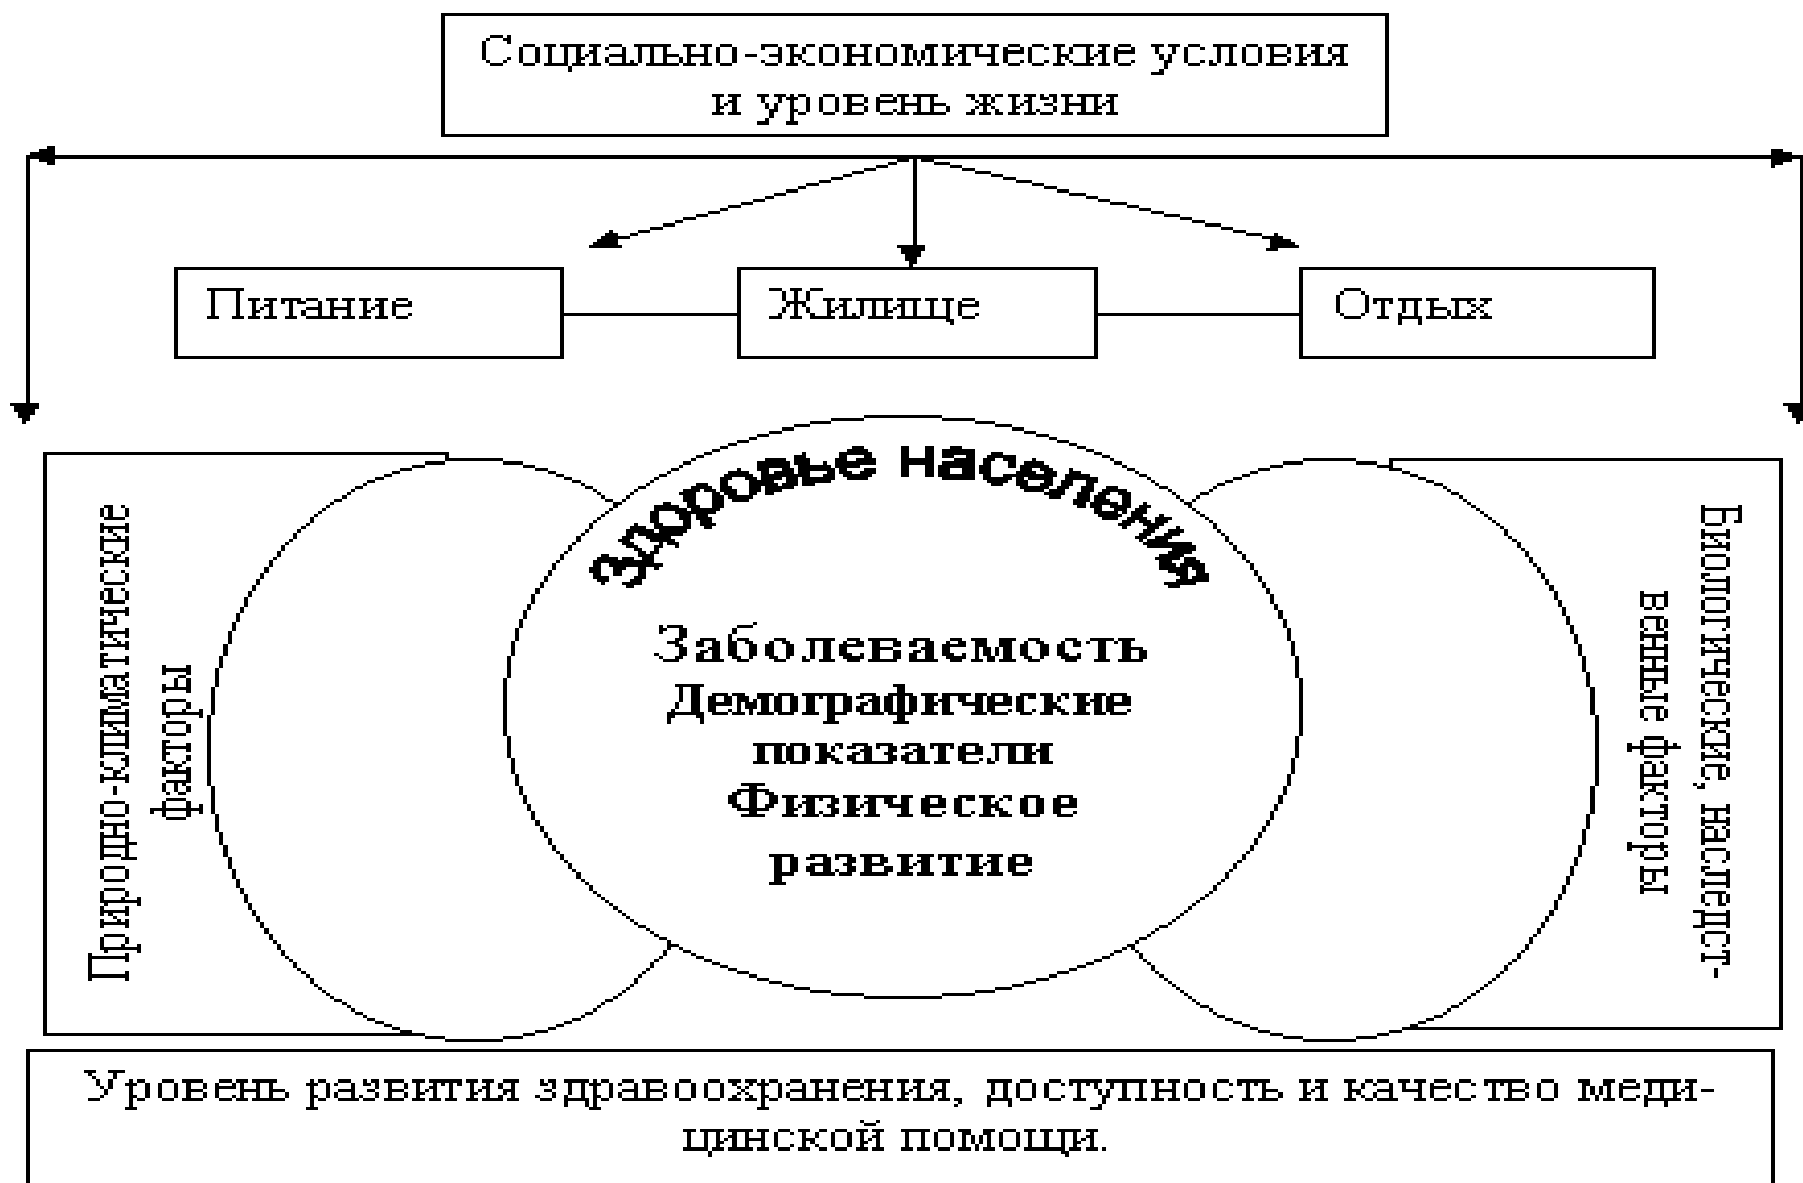 Социально-экономические условия
и уровень жизни
Питание
Жилище
Отдых
Здоровье населения
Заболеваемость
Демографические
показатели
Физическое
развитие
Природно-климатические
факторы
Биологические, наследст-
венные факторы
Уровень развития здравоохранения, доступность и качество меди-
цинской помощи.